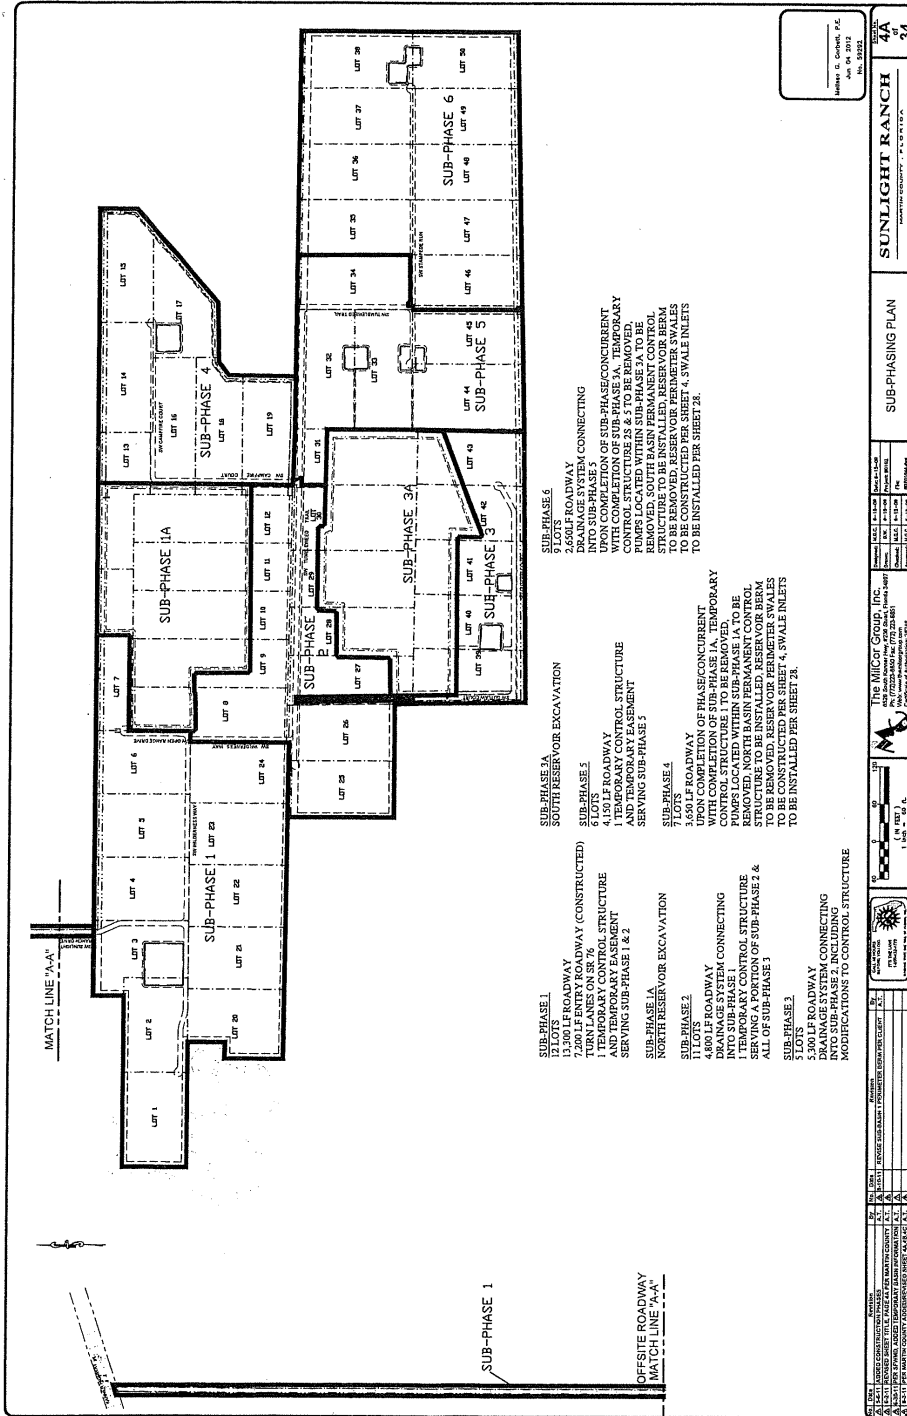 MATCH LINE "A-A"
LOT 1
LOT 2
LOT 3
LOT 4
LOT 5
LOT 6
LOT 7
SUB-PHASE 1
LOT 20
LOT 21
LOT 22
LOT 23
LOT 24
LOT 8
LOT 9
LOT 10
LOT 11
LOT 12
SUB-PHASE 1A
LOT 13
LOT 14
LOT 15
LOT 16
LOT 17
LOT 18
LOT 19
SUB-PHASE 4
LOT 25
LOT 26
SUB-PHASE 2
LOT 27
LOT 28
LOT 29
LOT 30
LOT 31
SUB-PHASE 3A
SUB-PHASE 3
LOT 39
LOT 40
LOT 41
LOT 42
LOT 43
LOT 32
LOT 33
LOT 34
LOT 44
LOT 45
SUB-PHASE 5
LOT 35
LOT 36
LOT 37
LOT 38
SUB-PHASE 6
LOT 46
LOT 47
LOT 48
LOT 49
LOT 50
SUB-PHASE 1
OFFSITE ROADWAY
MATCH LINE "A-A"
SUB-PHASE 1
12 LOTS
13,300 LF ROADWAY
7,200 LF ENTRY ROADWAY (CONSTRUCTED)
TURN LANES ON SR 76
1 TEMPORARY CONTROL STRUCTURE
AND TEMPORARY EASEMENT
SERVING SUB-PHASE 1 & 2
SUB-PHASE 1A
NORTH RESERVOIR EXCAVATION
SUB-PHASE 2
11 LOTS
4,800 LF ROADWAY
DRAINAGE SYSTEM CONNECTING
INTO SUB-PHASE 1
1 TEMPORARY CONTROL STRUCTURE
SERVING A PORTION OF SUB-PHASE 2 &
ALL OF SUB-PHASE 3
SUB-PHASE 3
5 LOTS
5,300 LF ROADWAY
DRAINAGE SYSTEM CONNECTING
INTO SUB-PHASE 2, INCLUDING
MODIFICATIONS TO CONTROL STRUCTURE
SUB-PHASE 3A
SOUTH RESERVOIR EXCAVATION
SUB-PHASE 5
6 LOTS
4,150 LF ROADWAY
1 TEMPORARY CONTROL STRUCTURE
AND TEMPORARY EASEMENT
SERVING SUB-PHASE 5
SUB-PHASE 4
7 LOTS
3,650 LF ROADWAY
UPON COMPLETION OF PHASE/CONCURRENT
WITH COMPLETION OF SUB-PHASE 1A, TEMPORARY
CONTROL STRUCTURE 1 TO BE REMOVED,
PUMPS LOCATED WITHIN SUB-PHASE 1A TO BE
REMOVED, NORTH BASIN PERMANENT CONTROL
STRUCTURE TO BE INSTALLED, RESERVOIR BERM
TO BE REMOVED, RESERVOIR PERIMETER SWALES
TO BE CONSTRUCTED PER SHEET 4, SWALE INLETS
TO BE INSTALLED PER SHEET 28.
SUB-PHASE 6
9 LOTS
2,650LF ROADWAY
DRAINAGE SYSTEM CONNECTING
INTO SUB-PHASE 5
UPON COMPLETION OF SUB-PHASE/CONCURRENT
WITH COMPLETION OF SUB-PHASE 3A, TEMPORARY
CONTROL STRUCTURE 2S & 5 TO BE REMOVED,
PUMPS LOCATED WITHIN SUB-PHASE 3A TO BE
REMOVED, SOUTH BASIN PERMANENT CONTROL
STRUCTURE TO BE INSTALLED, RESERVOIR BERM
TO BE REMOVED, RESERVOIR PERIMETER SWALES
TO BE CONSTRUCTED PER SHEET 4, SWALE INLETS
TO BE INSTALLED PER SHEET 28.
Melissa G. Corbett, P.E.
Jun 04 2012
No. 59292
The MilCor Group, Inc.
SUB-PHASING PLAN
SUNLIGHT RANCH
4A
of
34